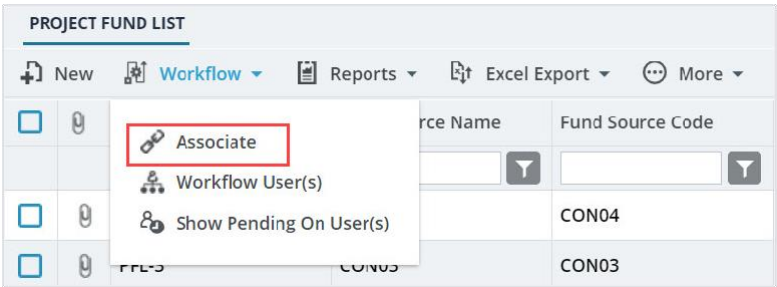 PROJECT FUND LIST
New Workflow Reports Excel Export More
rce Name Fund Source Code
Associate
Workflow User(s)
Show Pending On User(s)
CON04
CON03